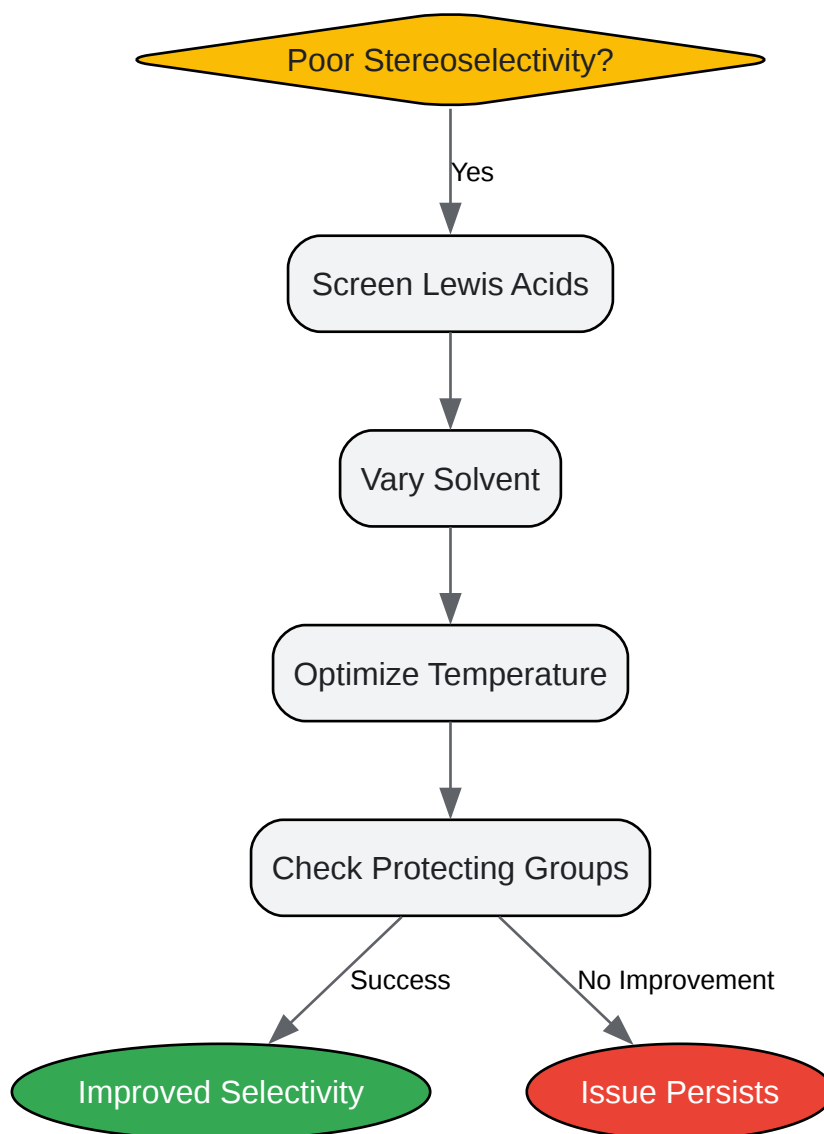 Poor Stereoselectivity?
Yes
Screen Lewis Acids
Vary Solvent
Optimize Temperature
Check Protecting Groups
Success
No Improvement
Improved Selectivity
Issue Persists